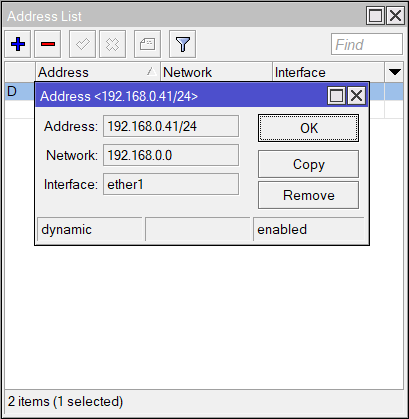 Address List
Find
Address Network Interface
D
Address <192.168.0.41/24>
Address: 192.168.0.41/24
OK
Network: 192.168.0.0
Copy
Interface: ether1
Remove
dynamic enabled
2 items (1 selected)